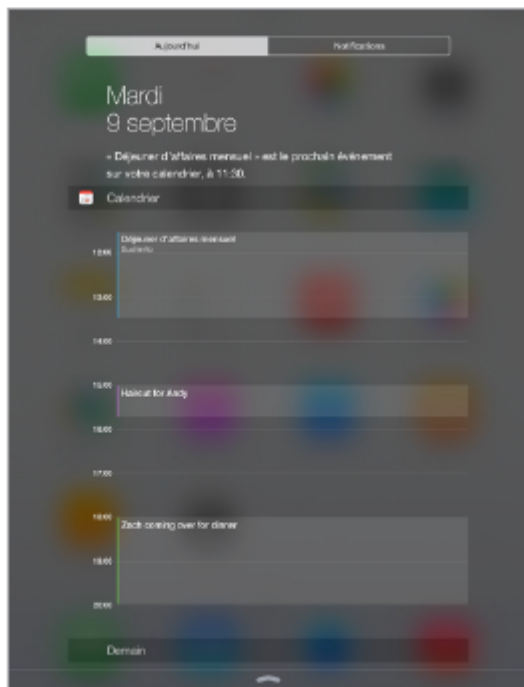 Aujourd'hui
Notifications
Mardi
9 septembre
« Déjeuner d'affaires mensuel » est le prochain événement
sur votre calendrier, à 11:30.
Calendrier
Déjeuner d'affaires mensuel
12:00
13:00
14:00
15:00
Haircut for Andy
16:00
17:00
18:00
Zach coming over for dinner
19:00
20:00
Demain